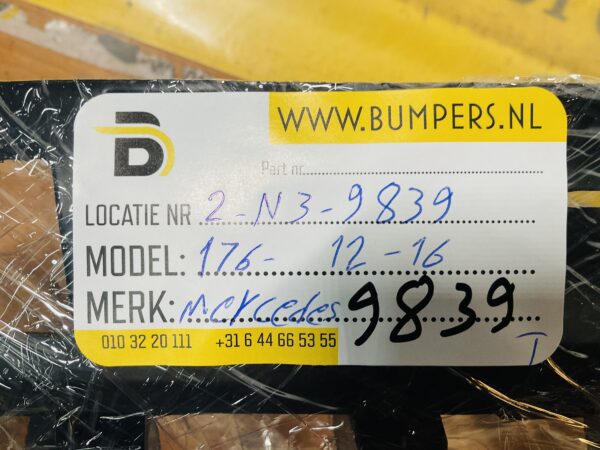 WWW.BUMPERS.NL
Part nr.
LOCATIE NR 2-N3-9839
MODEL: 176- 12-16
MERK: Mercedes 9839
010 32 20 111 +31 6 44 66 53 55